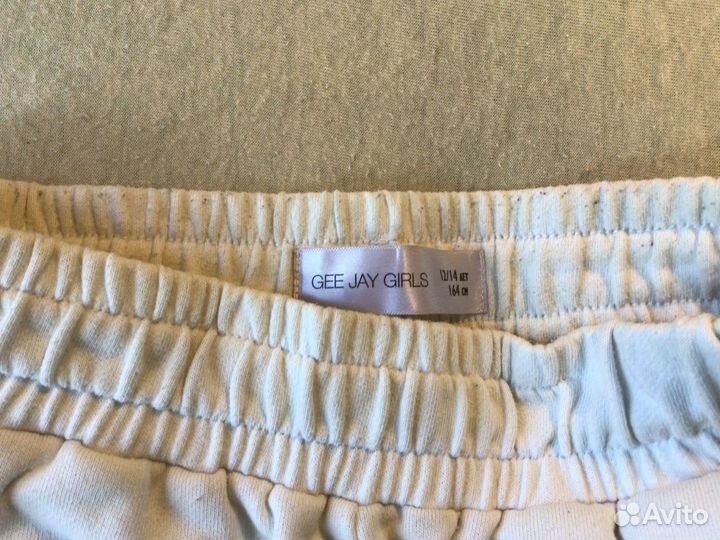 GEE JAY GIRLS
12/14 ЛЕТ
164 СМ
Avito